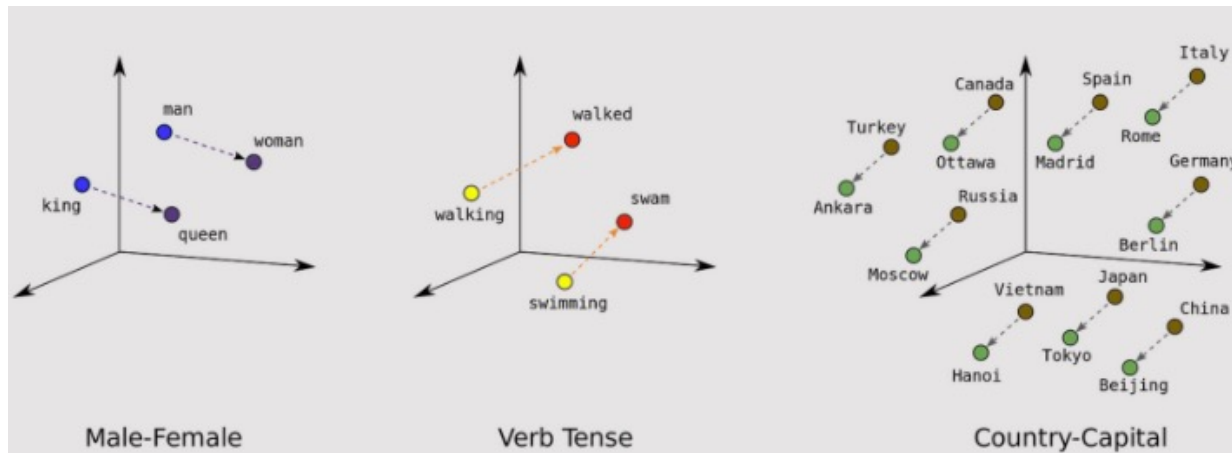 man
woman
king
queen
Male-Female
walked
walking
swam
swimming
Verb Tense
Italy
Canada
Spain
Rome
Turkey
Ottawa
Madrid
Germany
Ankara
Russia
Berlin
Moscow
Japan
Vietnam
China
Tokyo
Hanoi
Beijing
Country-Capital